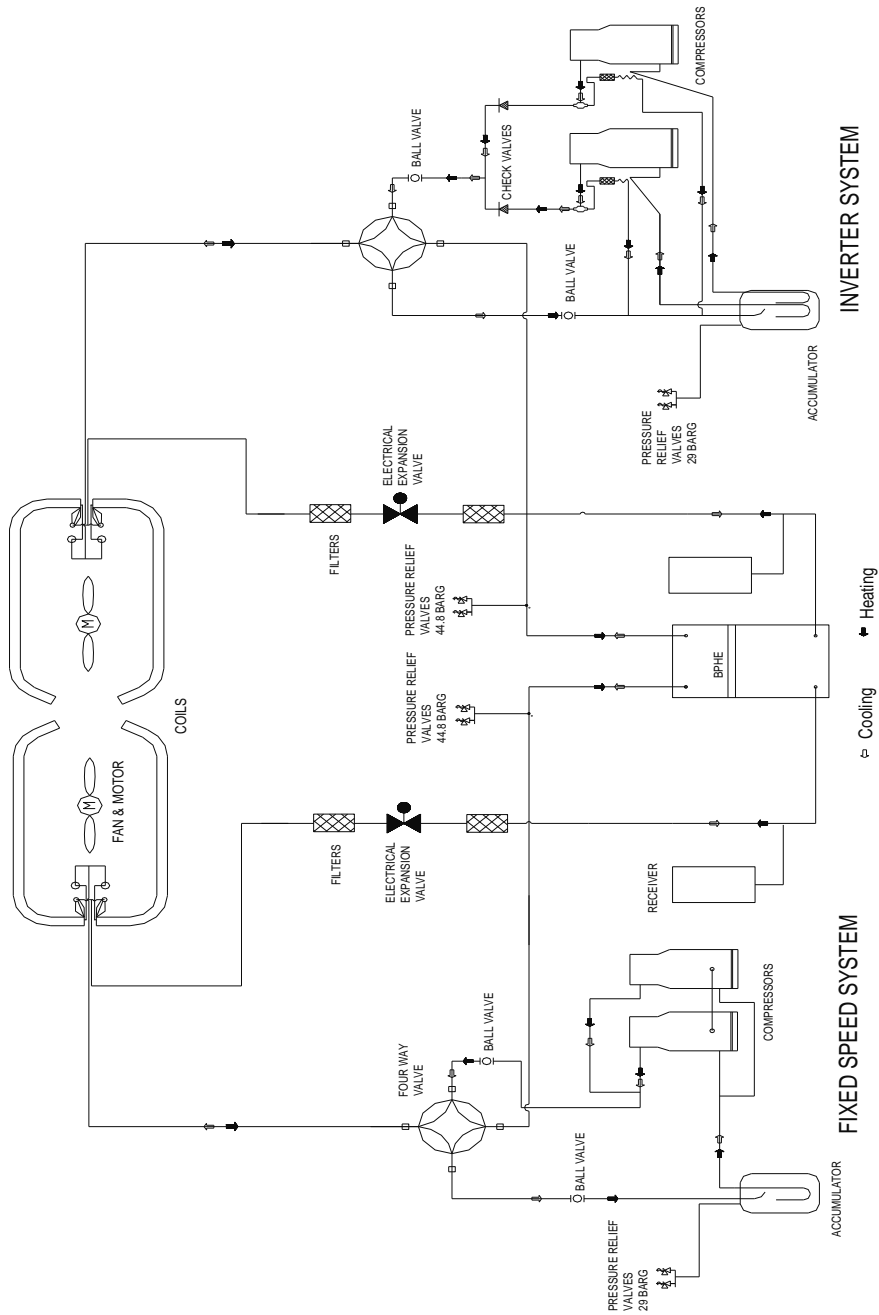 M
M
FAN & MOTOR
COILS
FILTERS
FILTERS
BALL VALVE
FOUR WAY
VALVE
ELECTRICAL
EXPANSION
VALVE
ELECTRICAL
EXPANSION
VALVE
PRESSURE RELIEF
VALVES
44.8 BARG
PRESSURE RELIEF
VALVES
44.8 BARG
BALL VALVE
CHECK VALVES
BALL VALVE
BALL VALVE
PRESSURE RELIEF
VALVES
29 BARG
RECEIVER
PRESSURE
RELIEF
VALVES
29 BARG
COMPRESSORS
BPHE
COMPRESSORS
ACCUMULATOR
ACCUMULATOR
FIXED SPEED SYSTEM
INVERTER SYSTEM
Cooling
Heating